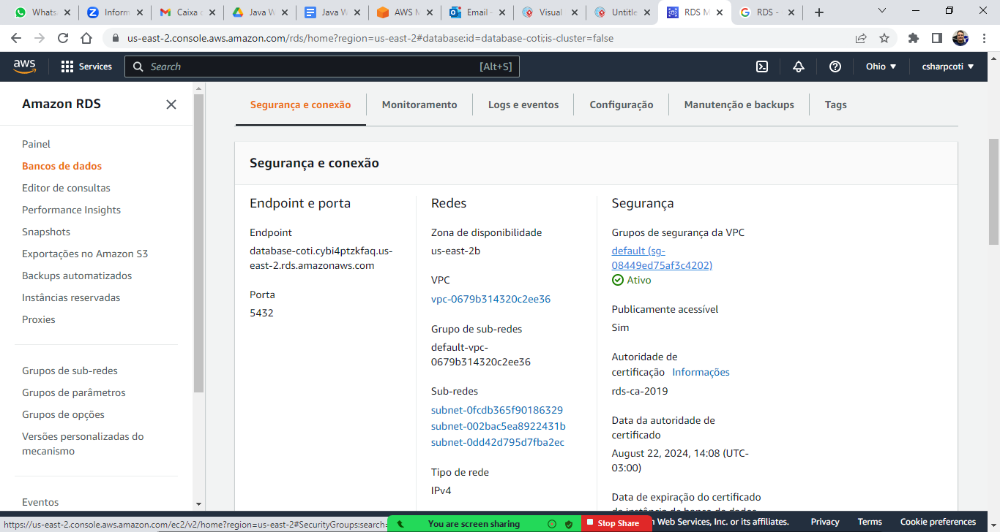 Whats
Inform
Caixa
Java W
Java W
AWS M
Email -
Visual
Untitle
RDS M
RDS -
us-east-2.console.aws.amazon.com/rds/home?region=us-east-2#database:id=database-coti;is-cluster=false
aws
Services
Search
[Alt+S]
Ohio
csharpcoti
Amazon RDS
Painel
Bancos de dados
Editor de consultas
Performance Insights
Snapshots
Exportações no Amazon S3
Backups automatizados
Instâncias reservadas
Proxies
Grupos de sub-redes
Grupos de parâmetros
Grupos de opções
Versões personalizadas do
mecanismo
Eventos
Segurança e conexão
Monitoramento
Logs e eventos
Configuração
Manutenção e backups
Tags
Segurança e conexão
Endpoint e porta
Endpoint
database-coti.cybi4ptzkfaq.us-
east-2.rds.amazonaws.com
Porta
5432
Redes
Zona de disponibilidade
us-east-2b
VPC
vpc-0679b314320c2ee36
Grupo de sub-redes
default-vpc-
0679b314320c2ee36
Sub-redes
subnet-0fcdb365f90186329
subnet-002bac5ea8922431b
subnet-0dd42d795d7fba2ec
Tipo de rede
IPv4
Segurança
Grupos de segurança da VPC
default (sg-
08449ed75af3c4202)
Ativo
Publicamente acessível
Sim
Autoridade de
certificação Informações
rds-ca-2019
Data da autoridade de
certificado
August 22, 2024, 14:08 (UTC-
03:00)
Data de expiração do certificado
da instância de banco de dados
https://us-east-2.console.aws.amazon.com/ec2/v2/home?region=us-east-2#SecurityGroups:search=
You are screen sharing
Stop Share
Web Services, Inc. or its affiliates.
Privacy
Terms
Cookie preferences